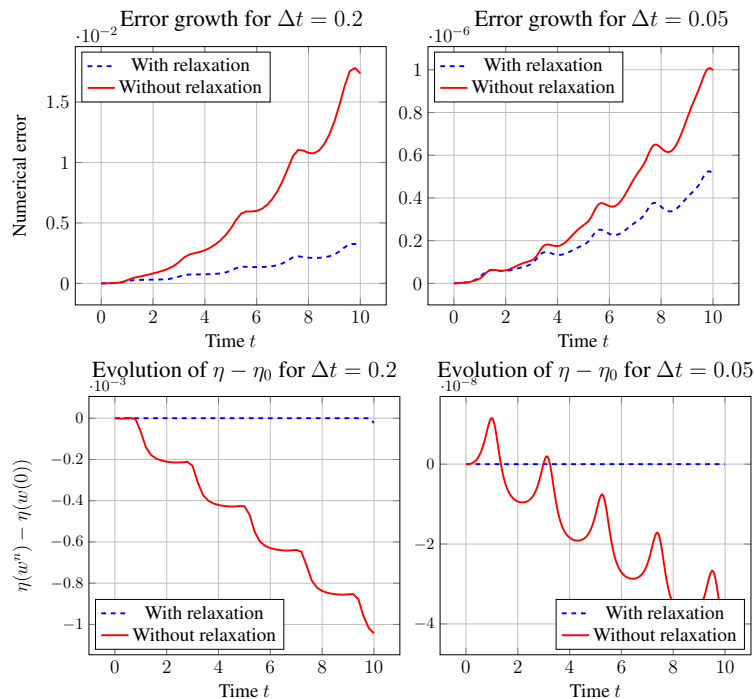 Error growth for Δt = 0.2
·10⁻²
With relaxation
Without relaxation
1.5
1
0.5
0
Numerical error
0 2 4 6 8 10
Time t
Error growth for Δt = 0.05
·10⁻⁶
With relaxation
Without relaxation
1
0.8
0.6
0.4
0.2
0
0 2 4 6 8 10
Time t
Evolution of η − η₀ for Δt = 0.2
·10⁻³
0
−0.2
−0.4
−0.6
−0.8
−1
η(wⁿ) − η(w(0))
With relaxation
Without relaxation
0 2 4 6 8 10
Time t
Evolution of η − η₀ for Δt = 0.05
·10⁻⁸
0
−2
−4
With relaxation
Without relaxation
0 2 4 6 8 10
Time t